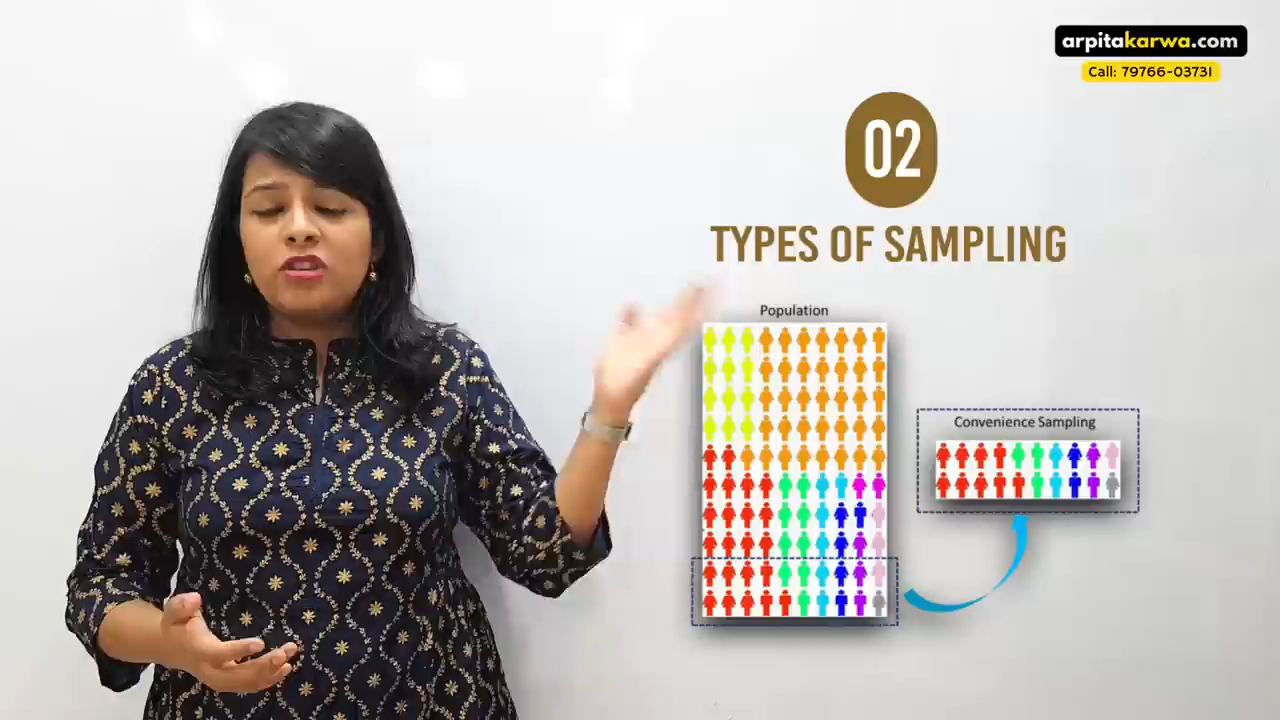 arpitakarwa.com
Call: 79766-03731
02
TYPES OF SAMPLING
Population
Convenience Sampling